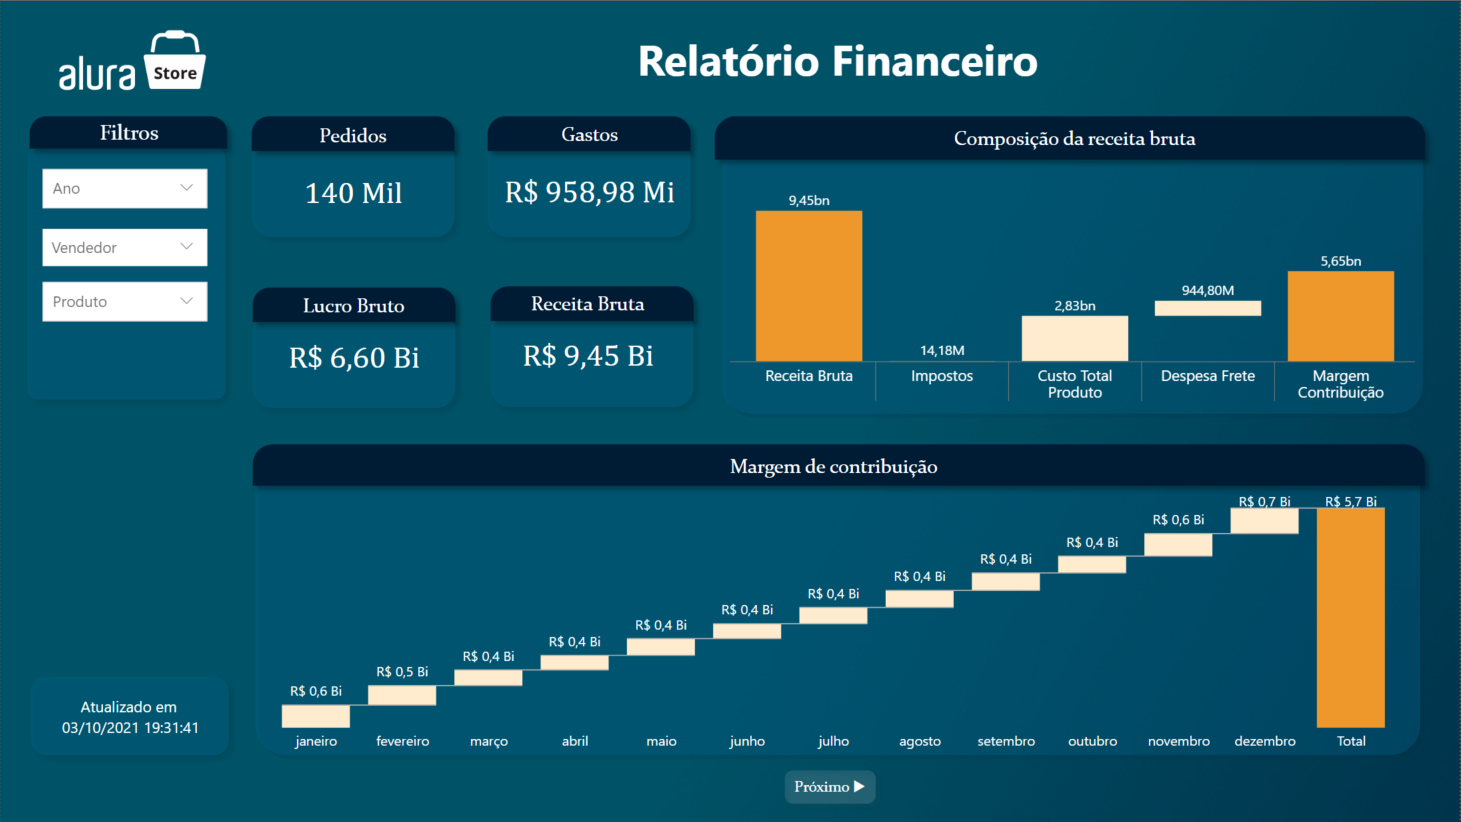 alura Store
Relatório Financeiro
Filtros
Ano
Vendedor
Produto
Pedidos
140 Mil
Gastos
R$ 958,98 Mi
Lucro Bruto
R$ 6,60 Bi
Receita Bruta
R$ 9,45 Bi
Composição da receita bruta
9,45bn
14,18M
2,83bn
944,80M
5,65bn
Receita Bruta
Impostos
Custo Total
Produto
Despesa Frete
Margem
Contribuição
Margem de contribuição
R$ 0,6 Bi
R$ 0,5 Bi
R$ 0,4 Bi
R$ 0,4 Bi
R$ 0,4 Bi
R$ 0,4 Bi
R$ 0,4 Bi
R$ 0,4 Bi
R$ 0,4 Bi
R$ 0,4 Bi
R$ 0,6 Bi
R$ 0,7 Bi
R$ 5,7 Bi
janeiro
fevereiro
março
abril
maio
junho
julho
agosto
setembro
outubro
novembro
dezembro
Total
Atualizado em
03/10/2021 19:31:41
Próximo